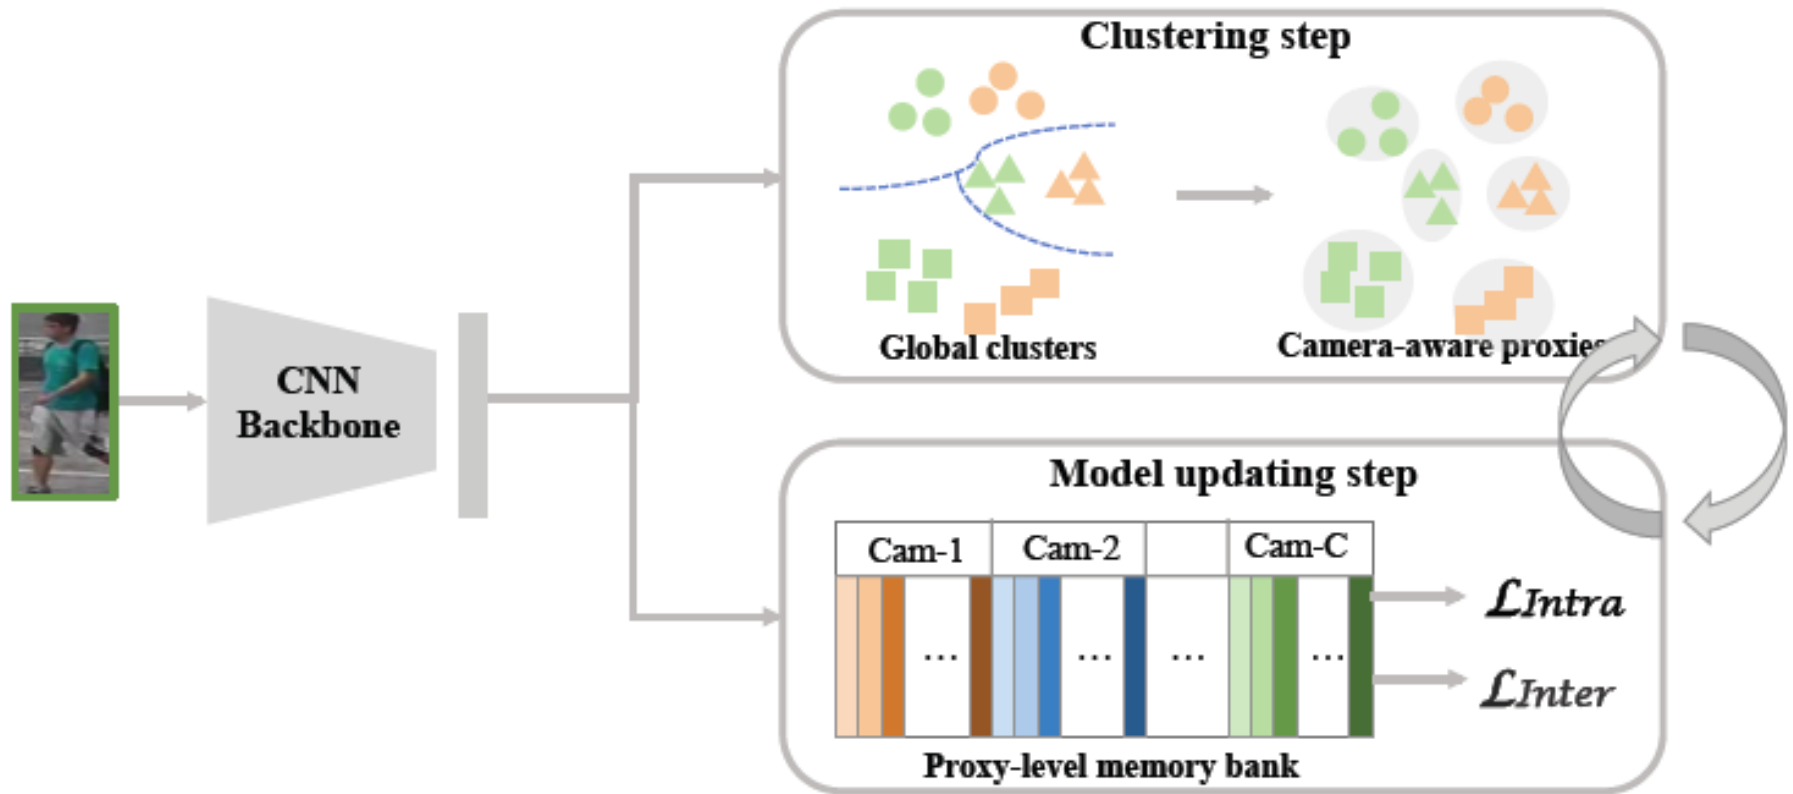 Clustering step
Global clusters
Camera-aware proxies
CNN
Backbone
Model updating step
Cam-1 Cam-2 Cam-C
... ... ... ...
ℒIntra
ℒInter
Proxy-level memory bank